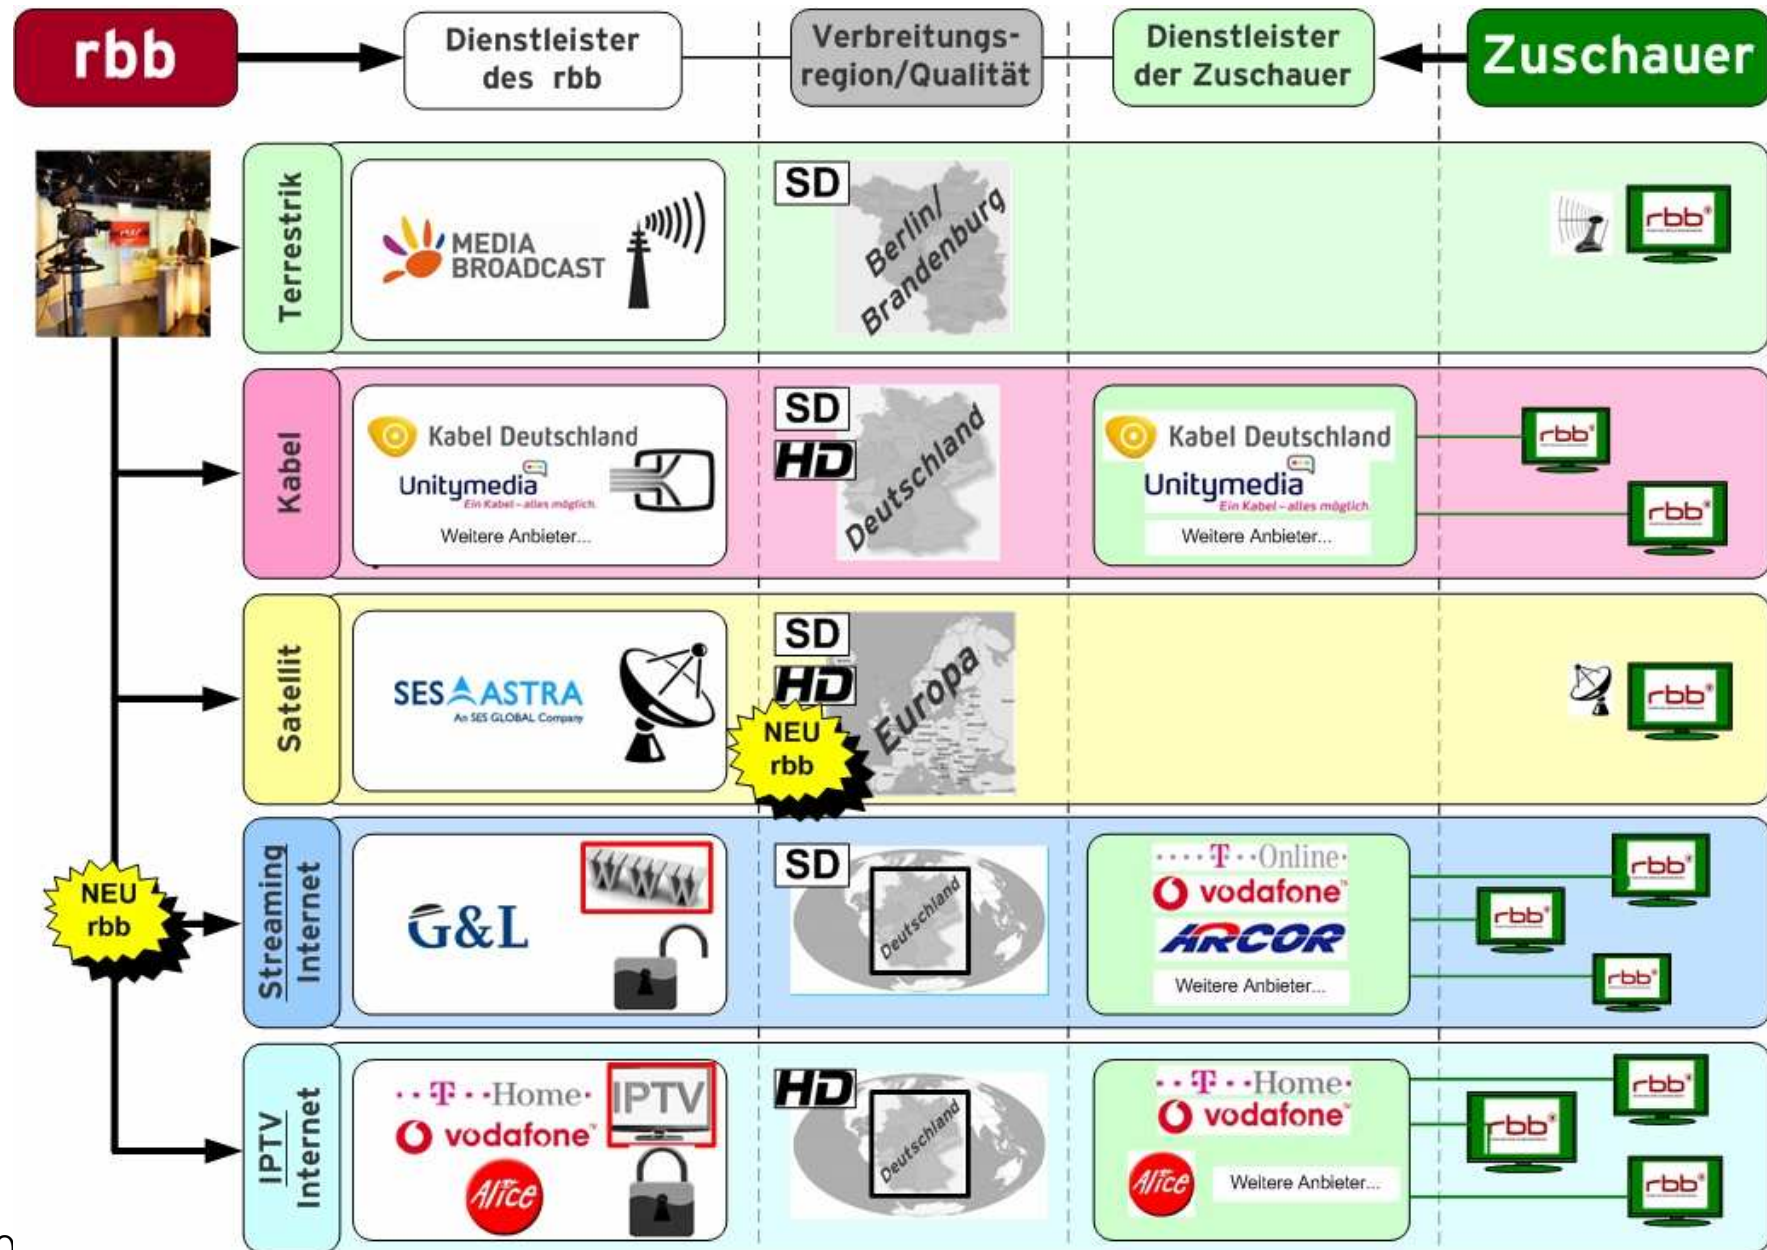 rbb
Dienstleister
des rbb
Verbreitungs-
region/Qualität
Dienstleister
der Zuschauer
Zuschauer
Terrestrik
MEDIA
BROADCAST
SD
Berlin/
Brandenburg
rbb
Kabel
Kabel Deutschland
Unitymedia
Ein Kabel – alles möglich.
Weitere Anbieter...
SD
HD
Deutschland
Kabel Deutschland
Unitymedia
Ein Kabel – alles möglich.
Weitere Anbieter...
rbb
rbb
Satellit
SES ASTRA
An SES GLOBAL Company
SD
HD
NEU
rbb
Europa
rbb
NEU
rbb
Streaming
Internet
G&L
WWW
SD
Deutschland
····T··Online·
vodafone
ARCOR
Weitere Anbieter...
rbb
rbb
rbb
IPTV
Internet
··T··Home·
vodafone
Alice
IPTV
HD
Deutschland
··T··Home·
vodafone
Alice
Weitere Anbieter...
rbb
rbb
rbb